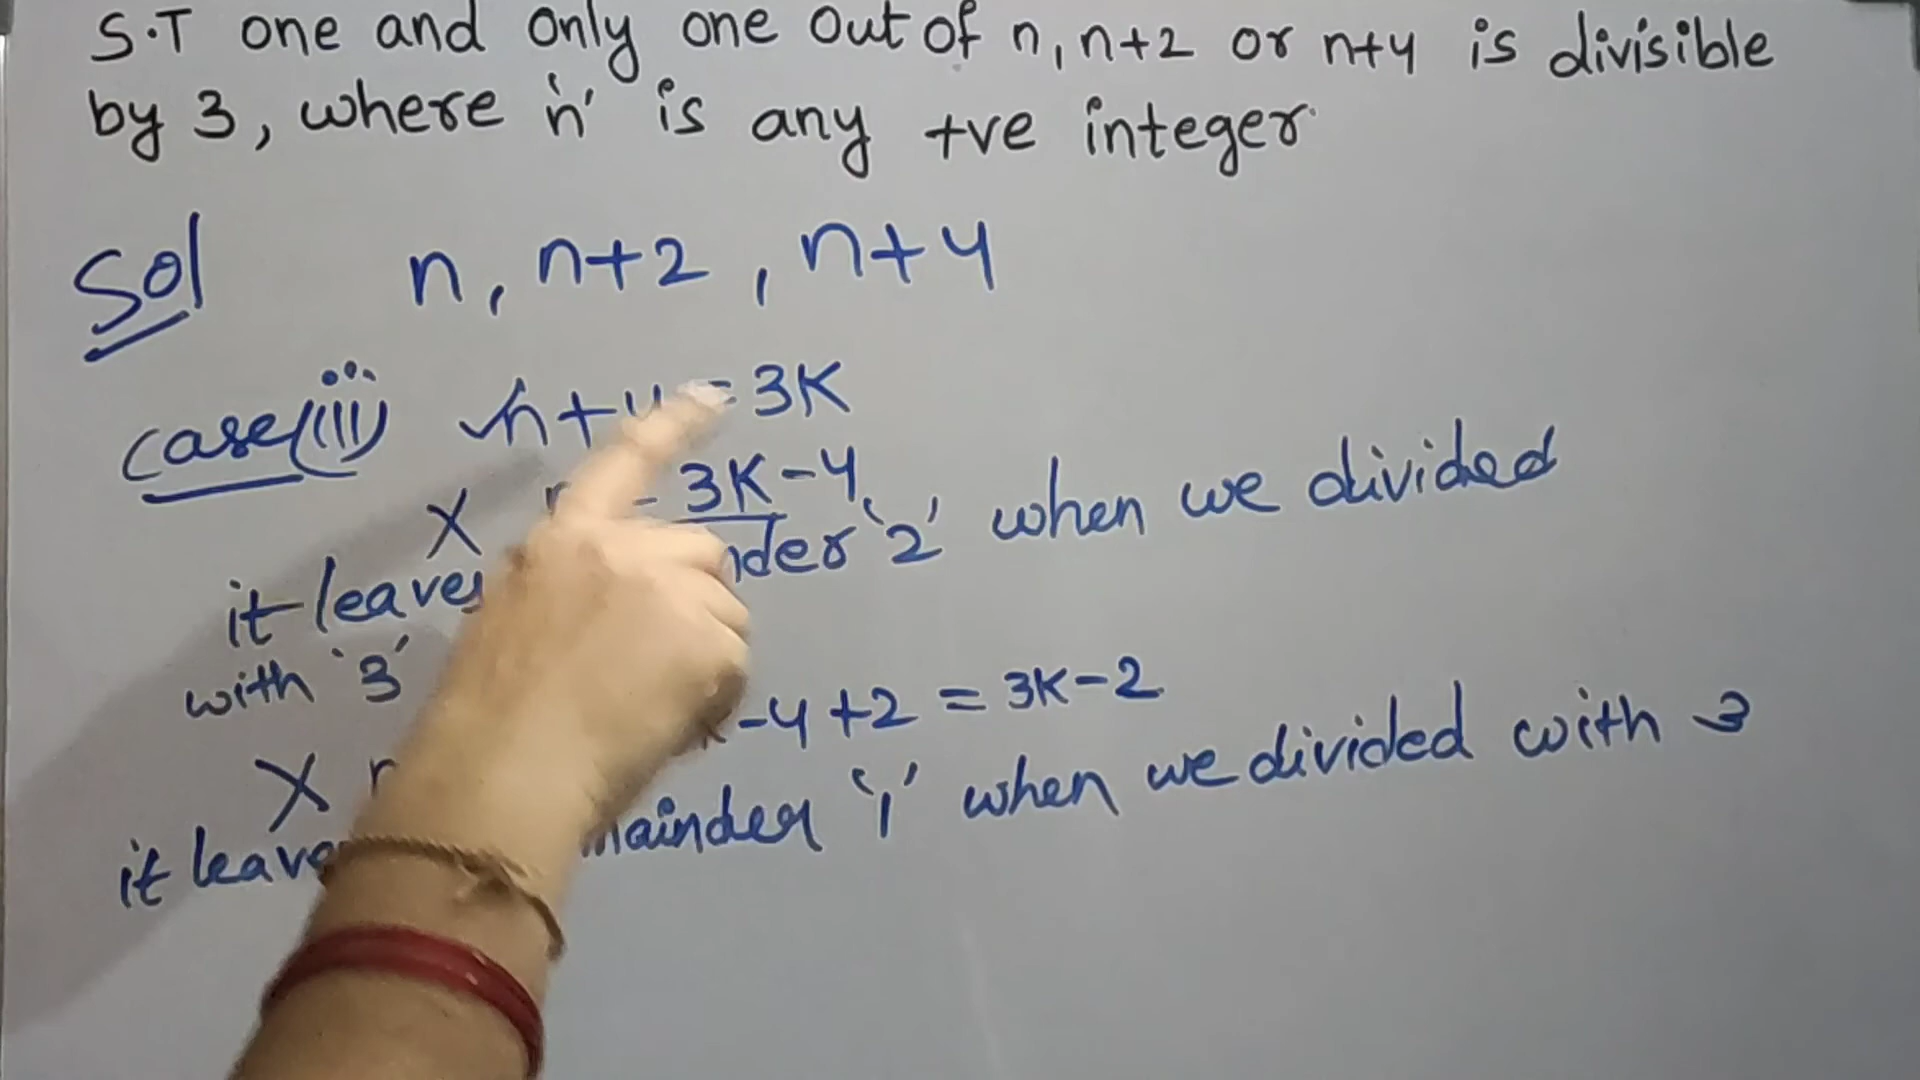 S.T one and only one out of n, n+2 or n+4 is divisible
by 3, where 'n' is any +ve integer
Sol n, n+2, n+4
case(iii) n+4 = 3K
X - 3K-4
it leaves '2' when we divided
with '3'
-4+2 = 3K-2
X
it leave '1' when we divided with 3